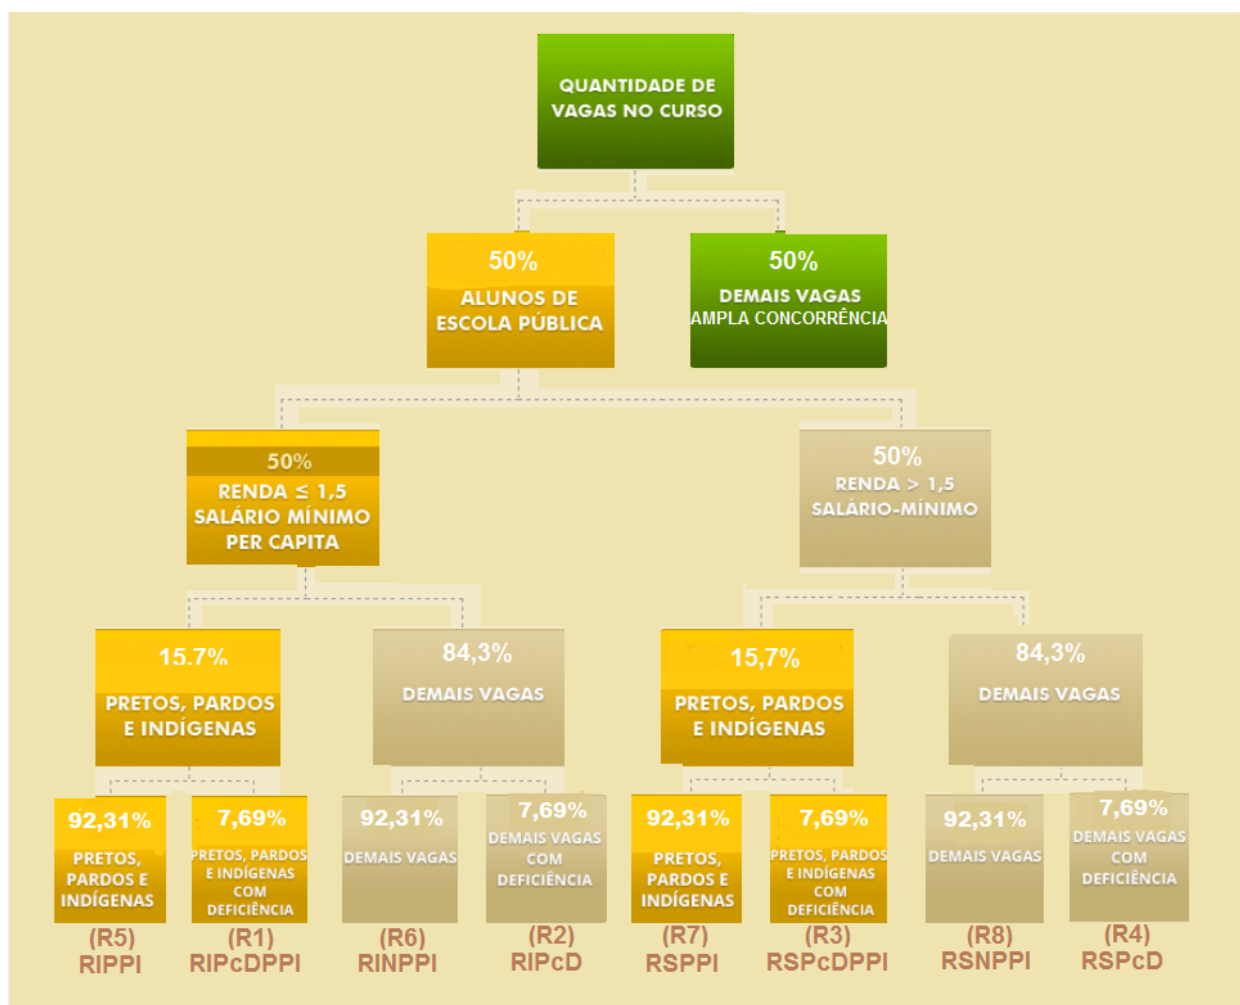 QUANTIDADE DE
VAGAS NO CURSO
50%
ALUNOS DE
ESCOLA PÚBLICA
50%
DEMAIS VAGAS
AMPLA CONCORRÊNCIA
50%
RENDA ≤ 1,5
SALÁRIO MÍNIMO
PER CAPITA
50%
RENDA > 1,5
SALÁRIO-MÍNIMO
15.7%
PRETOS, PARDOS
E INDÍGENAS
84,3%
DEMAIS VAGAS
15,7%
PRETOS, PARDOS
E INDÍGENAS
84,3%
DEMAIS VAGAS
92,31%
PRETOS,
PARDOS E
INDÍGENAS
(R5)
RIPPI
7,69%
PRETOS, PARDOS
E INDÍGENAS
COM
DEFICIÊNCIA
(R1)
RIPcDPPI
92,31%
DEMAIS VAGAS
(R6)
RINPPI
7,69%
DEMAIS VAGAS
COM
DEFICIÊNCIA
(R2)
RIPcD
92,31%
PRETOS,
PARDOS E
INDÍGENAS
(R7)
RSPPI
7,69%
PRETOS, PARDOS
E INDÍGENAS
COM
DEFICIÊNCIA
(R3)
RSPcDPPI
92,31%
DEMAIS VAGAS
(R8)
RSNPPI
7,69%
DEMAIS VAGAS
COM
DEFICIÊNCIA
(R4)
RSPcD